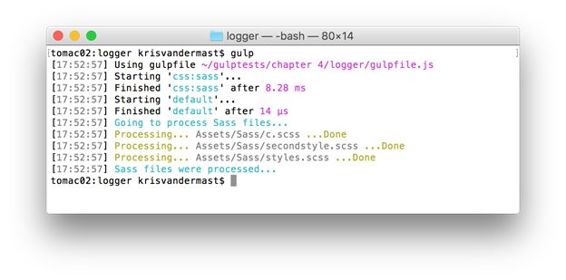 logger — -bash — 80×14
tomac02:logger krisvandermast$ gulp
[17:52:57] Using gulpfile ~/gulptests/chapter 4/logger/gulpfile.js
[17:52:57] Starting 'css:sass'...
[17:52:57] Finished 'css:sass' after 8.28 ms
[17:52:57] Starting 'default'...
[17:52:57] Finished 'default' after 14 μs
[17:52:57] Going to process Sass files...
[17:52:57] Processing... Assets/Sass/c.scss ...Done
[17:52:57] Processing... Assets/Sass/secondstyle.scss ...Done
[17:52:57] Processing... Assets/Sass/styles.scss ...Done
[17:52:57] Sass files were processed...
tomac02:logger krisvandermast$